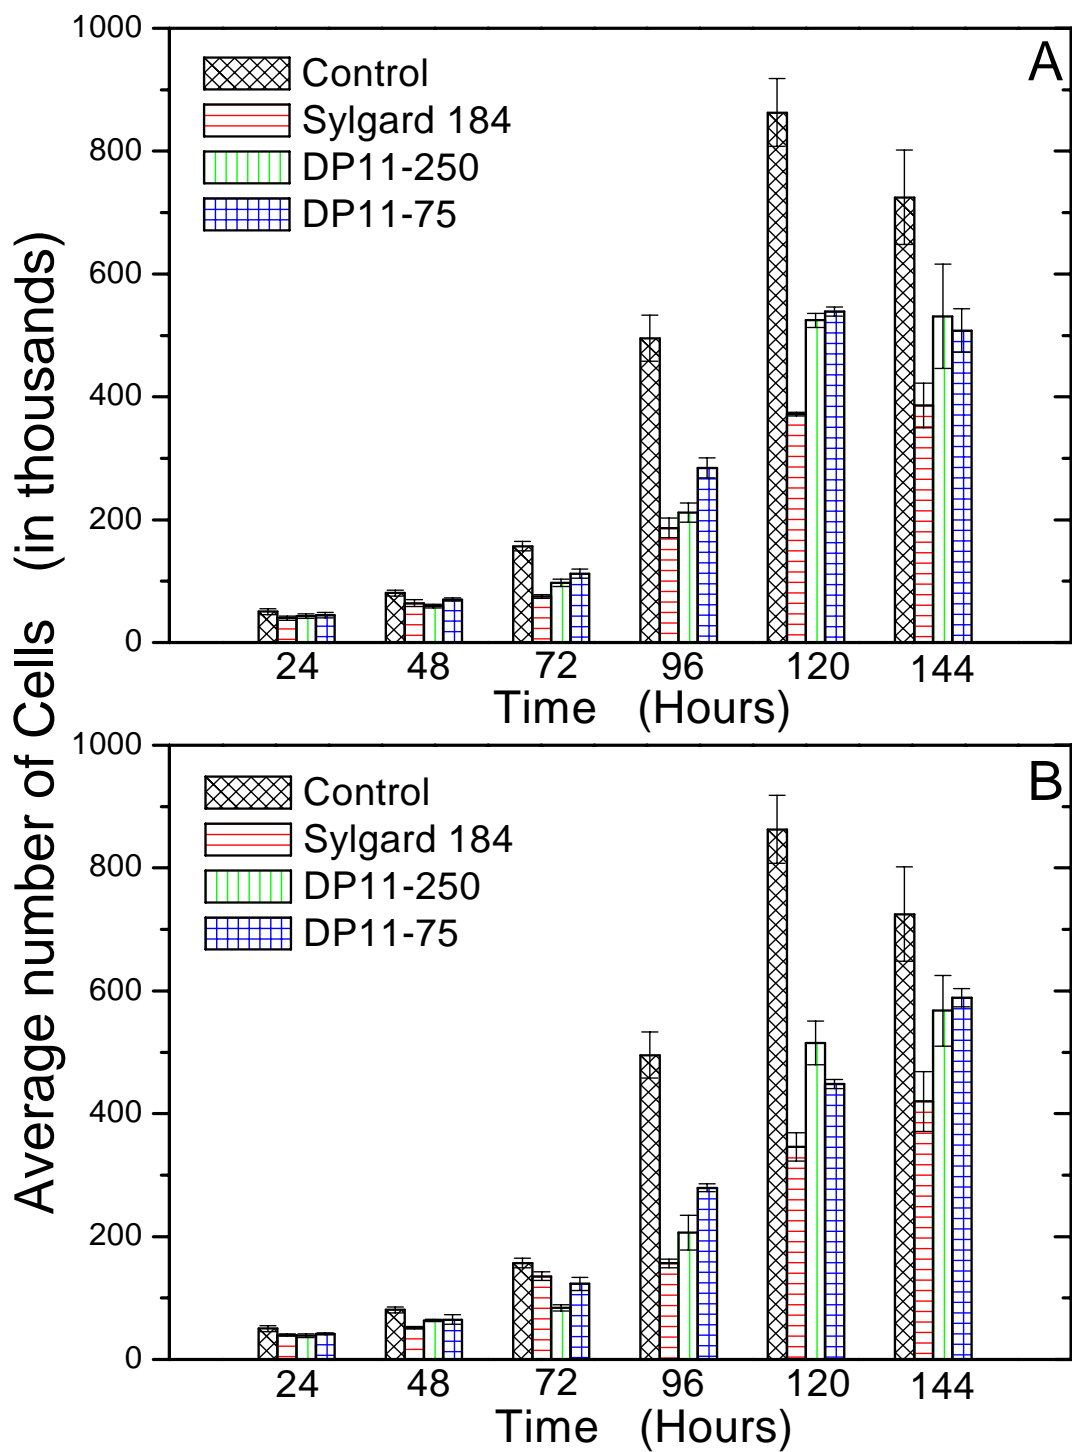 Average number of Cells (in thousands)
A
Control
Sylgard 184
DP11-250
DP11-75
1000
800
600
400
200
0
24 48 72 96 120 144
Time (Hours)
B
Control
Sylgard 184
DP11-250
DP11-75
1000
800
600
400
200
0
24 48 72 96 120 144
Time (Hours)